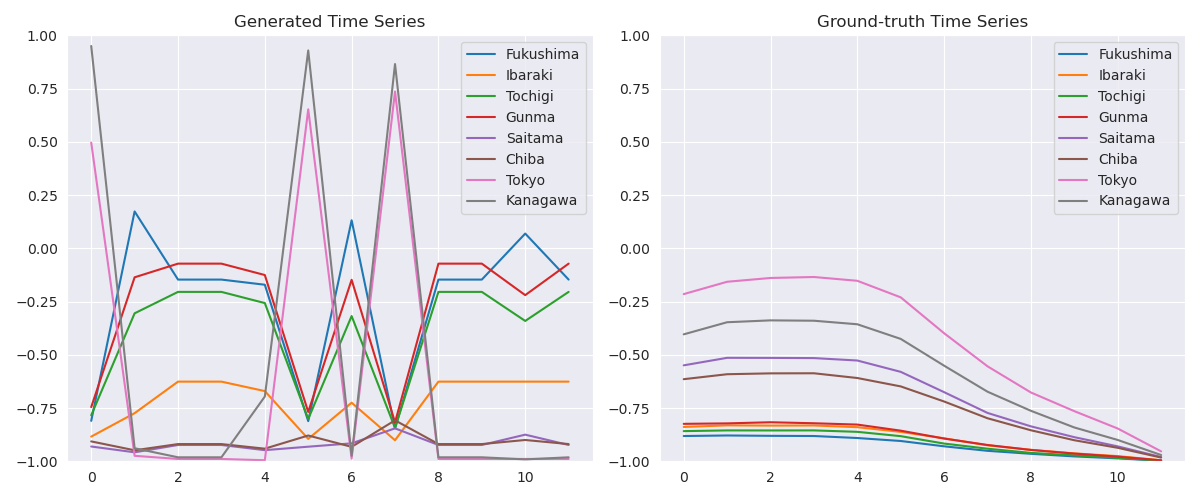 Generated Time Series
1.00
0.75
0.50
0.25
0.00
−0.25
−0.50
−0.75
−1.00
0 2 4 6 8 10
Fukushima
Ibaraki
Tochigi
Gunma
Saitama
Chiba
Tokyo
Kanagawa
Ground-truth Time Series
1.00
0.75
0.50
0.25
0.00
−0.25
−0.50
−0.75
−1.00
0 2 4 6 8 10
Fukushima
Ibaraki
Tochigi
Gunma
Saitama
Chiba
Tokyo
Kanagawa